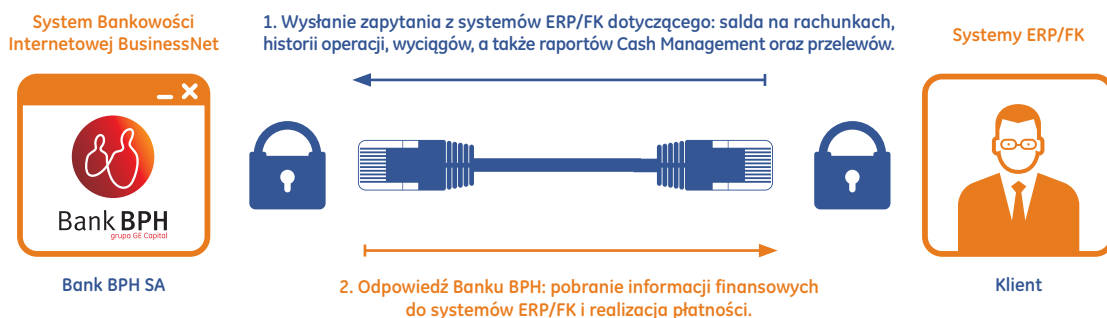 System Bankowości
Internetowej BusinessNet
1. Wysłanie zapytania z systemów ERP/FK dotyczącego: salda na rachunkach,
historii operacji, wyciągów, a także raportów Cash Management oraz przelewów.
Systemy ERP/FK
Bank BPH
grupa GE Capital
Bank BPH SA
2. Odpowiedź Banku BPH: pobranie informacji finansowych
do systemów ERP/FK i realizacja płatności.
Klient